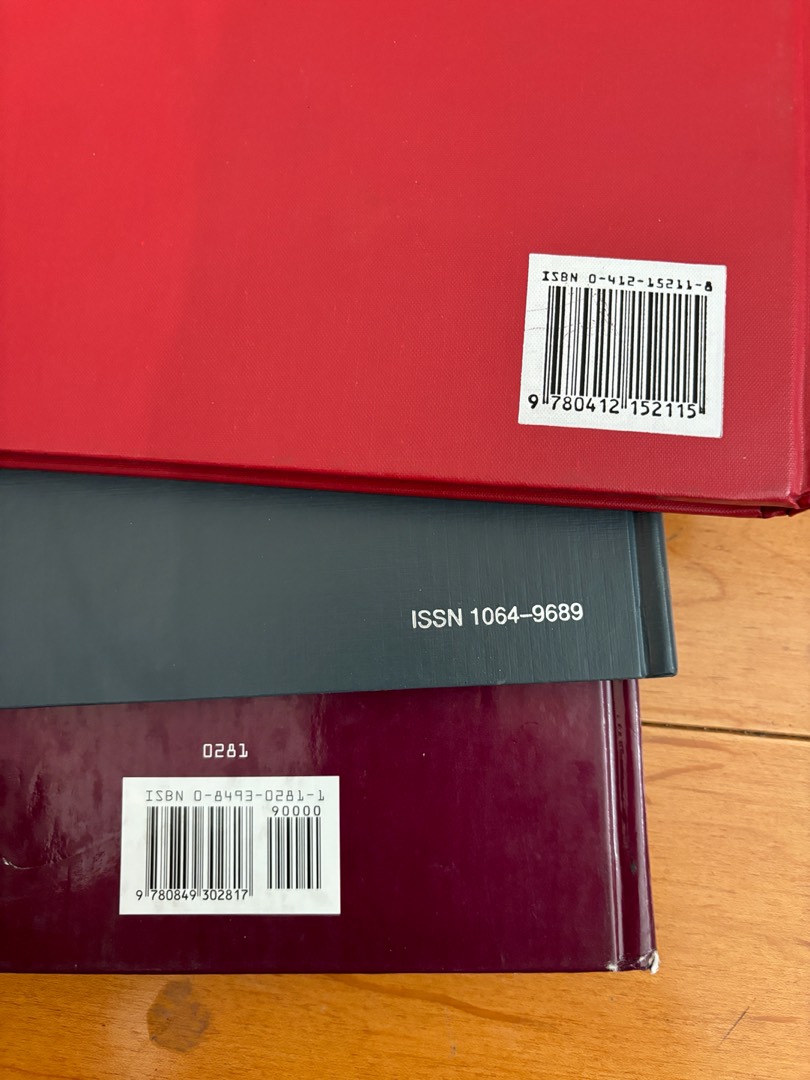 ISBN 0-412-15211-8
9 780412 152115
ISSN 1064–9689
0281
ISBN 0-8493-0281-1
90000
9 780849 302817